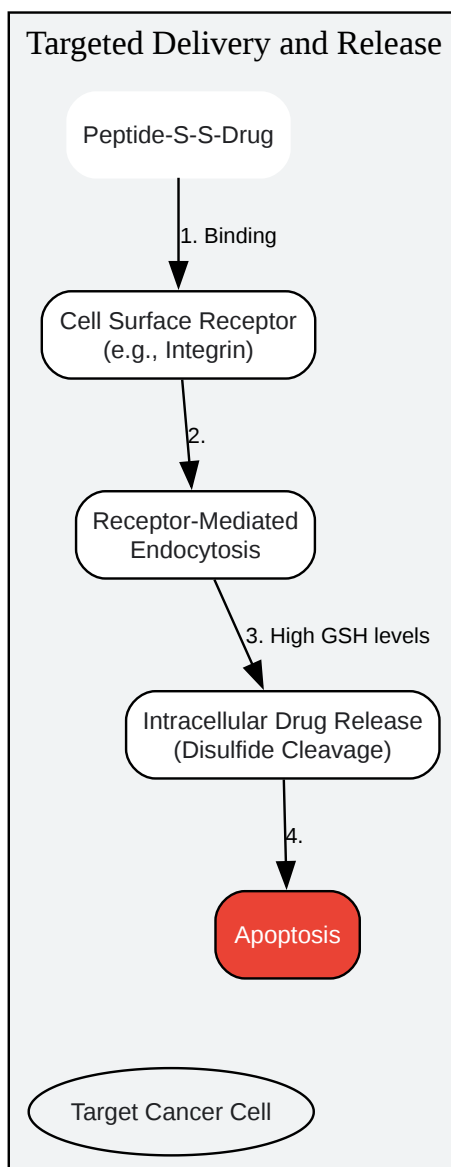 Targeted Delivery and Release
Peptide-S-S-Drug
1. Binding
Cell Surface Receptor
(e.g., Integrin)
2.
Receptor-Mediated
Endocytosis
3. High GSH levels
Intracellular Drug Release
(Disulfide Cleavage)
4.
Apoptosis
Target Cancer Cell